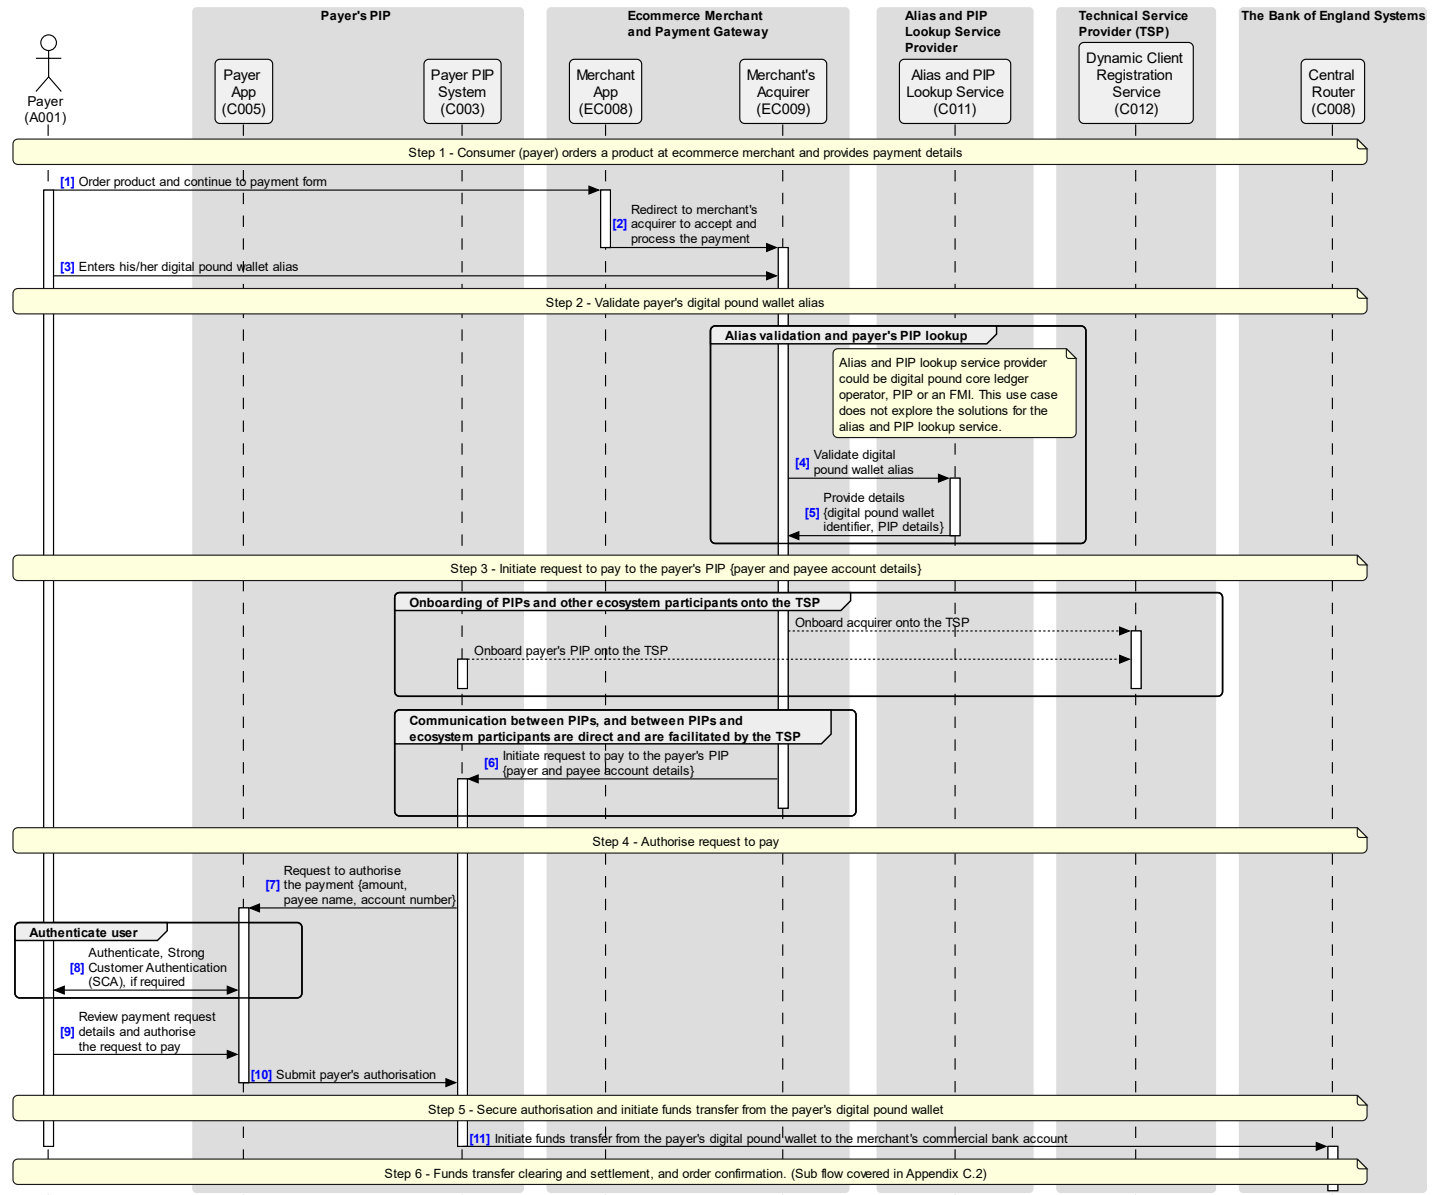 Payer's PIP
Ecommerce Merchant
and Payment Gateway
Alias and PIP
Lookup Service
Provider
Technical Service
Provider (TSP)
The Bank of England Systems
Payer
(A001)
Payer
App
(C005)
Payer PIP
System
(C003)
Merchant
App
(EC008)
Merchant's
Acquirer
(EC009)
Alias and PIP
Lookup Service
(C011)
Dynamic Client
Registration
Service
(C012)
Central
Router
(C008)
Step 1 - Consumer (payer) orders a product at ecommerce merchant and provides payment details
[1] Order product and continue to payment form
Redirect to merchant's
[2] acquirer to accept and
process the payment
[3] Enters his/her digital pound wallet alias
Step 2 - Validate payer's digital pound wallet alias
Alias validation and payer's PIP lookup
Alias and PIP lookup service provider
could be digital pound core ledger
operator, PIP or an FMI. This use case
does not explore the solutions for the
alias and PIP lookup service.
[4] Validate digital
pound wallet alias
Provide details
[5] {digital pound wallet
identifier, PIP details}
Step 3 - Initiate request to pay to the payer's PIP {payer and payee account details}
Onboarding of PIPs and other ecosystem participants onto the TSP
Onboard acquirer onto the TSP
Onboard payer's PIP onto the TSP
Communication between PIPs, and between PIPs and
ecosystem participants are direct and are facilitated by the TSP
[6] Initiate request to pay to the payer's PIP
{payer and payee account details}
Step 4 - Authorise request to pay
Request to authorise
[7] the payment {amount,
payee name, account number}
Authenticate user
Authenticate, Strong
[8] Customer Authentication
(SCA), if required
Review payment request
[9] details and authorise
the request to pay
[10] Submit payer's authorisation
Step 5 - Secure authorisation and initiate funds transfer from the payer's digital pound wallet
[11] Initiate funds transfer from the payer's digital pound wallet to the merchant's commercial bank account
Step 6 - Funds transfer clearing and settlement, and order confirmation. (Sub flow covered in Appendix C.2)